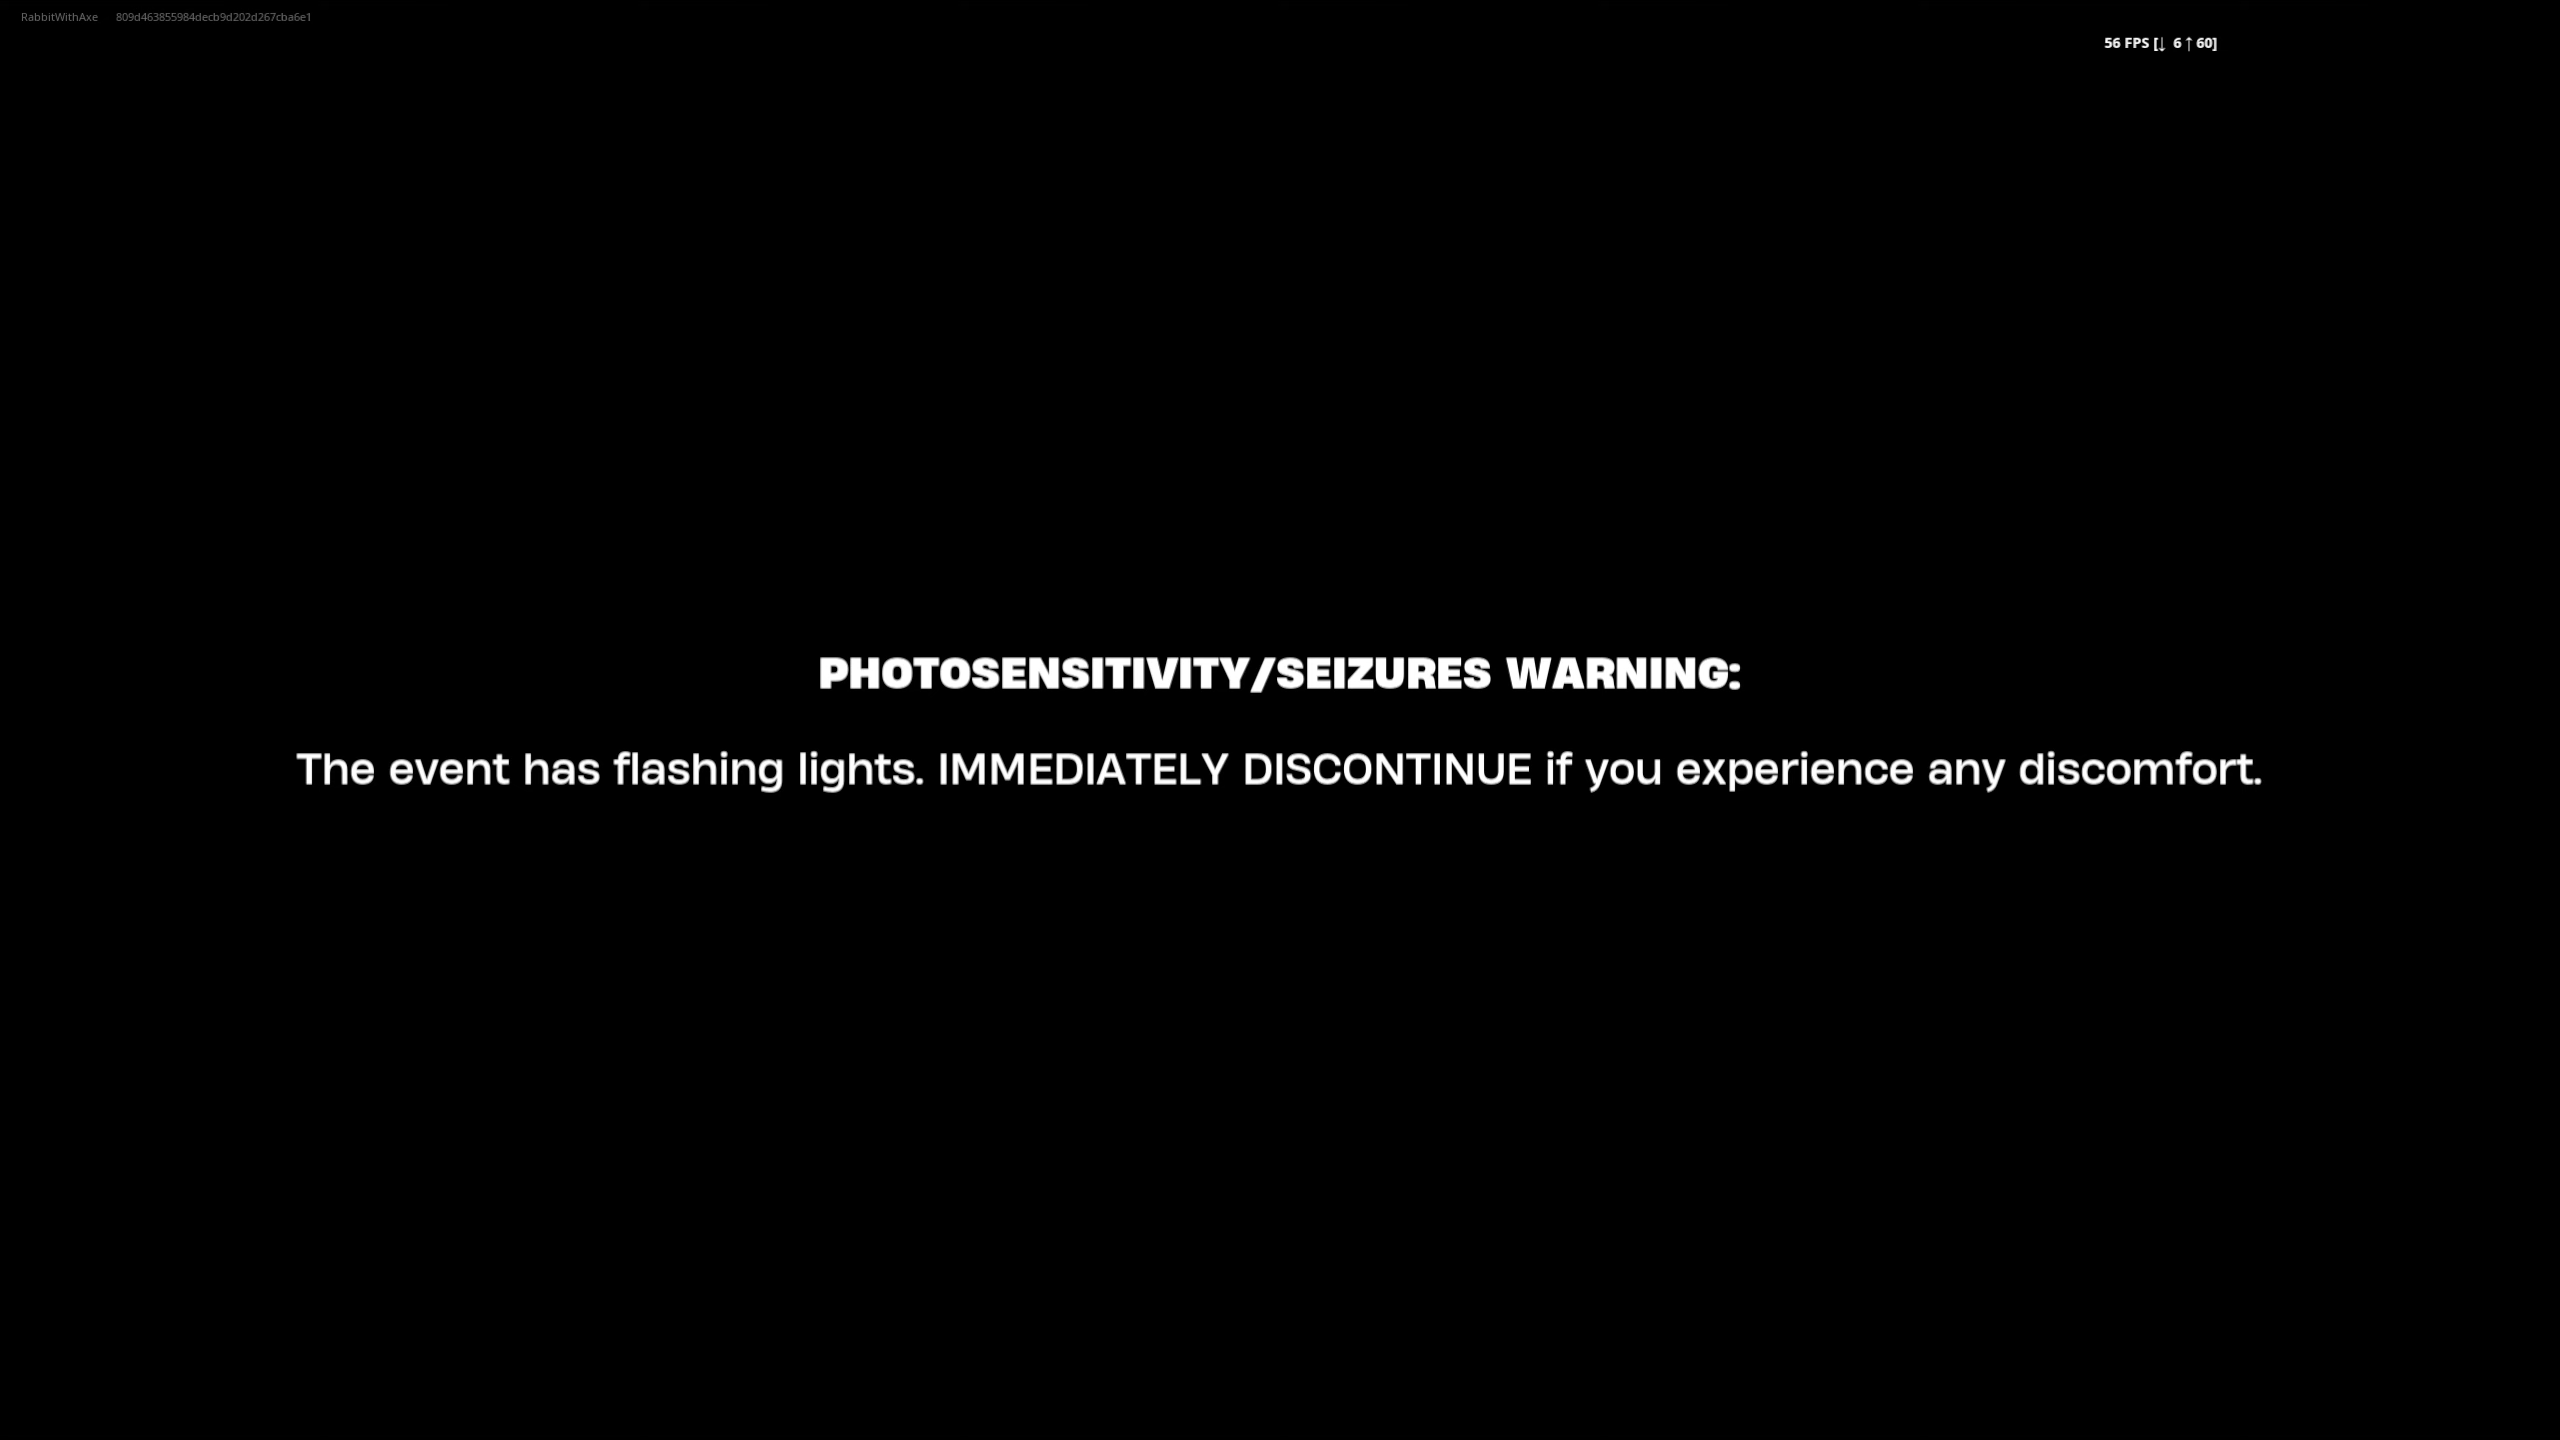 RabbitWithAxe 809d463855984decb9d202d267cba6e1
56 FPS [↓ 6 ↑ 60]
PHOTOSENSITIVITY/SEIZURES WARNING:
The event has flashing lights. IMMEDIATELY DISCONTINUE if you experience any discomfort.